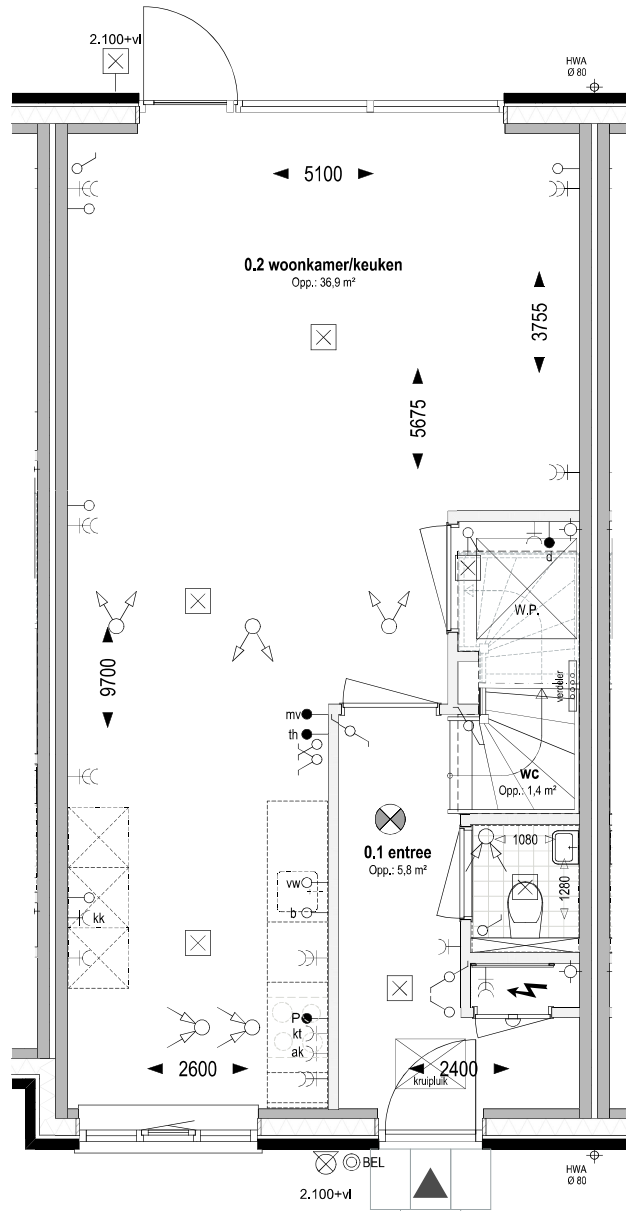 2.100+vl
HWA
Ø 80
5100
0.2 woonkamer/keuken
Opp.: 36,9 m²
3755
5675
d
W.P.
9700
verdeler
mv
th
wc
Opp.: 1,4 m²
0.1 entree
Opp.: 5,8 m²
1080
1280
vw
b
kk
P
kt
ak
2600
2400
kruipluik
BEL
2.100+vl
HWA
Ø 80